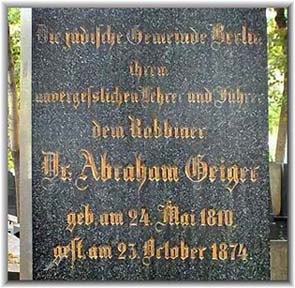 Die jüdische Gemeinde Berlin
ihrem
unvergesslichen Lehrer und Führer
dem Rabbiner
Dr. Abraham Geiger
geb. am 24. Mai 1810,
gest. am 23. October 1874